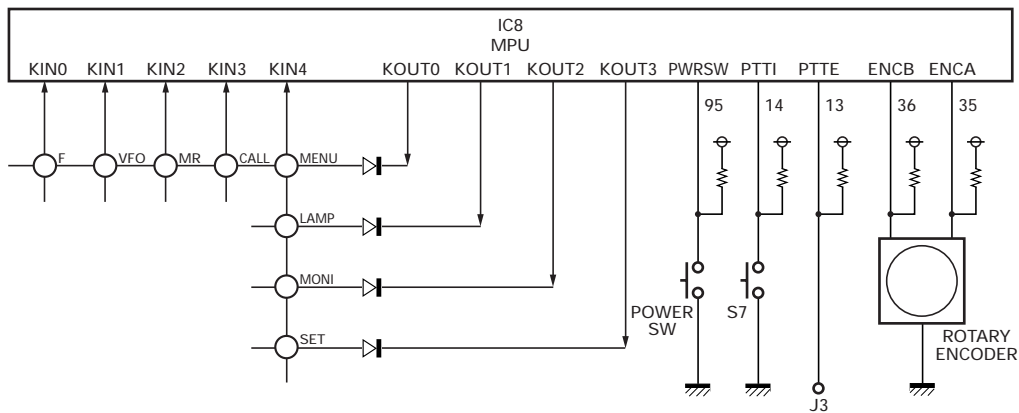 IC8
MPU
KIN0 KIN1 KIN2 KIN3 KIN4 KOUT0 KOUT1 KOUT2 KOUT3 PWRSW PTTI PTTE ENCB ENCA
95 14 13 36 35
F VFO MR CALL MENU
LAMP
MONI
SET
POWER
SW
S7
ROTARY
ENCODER
J3